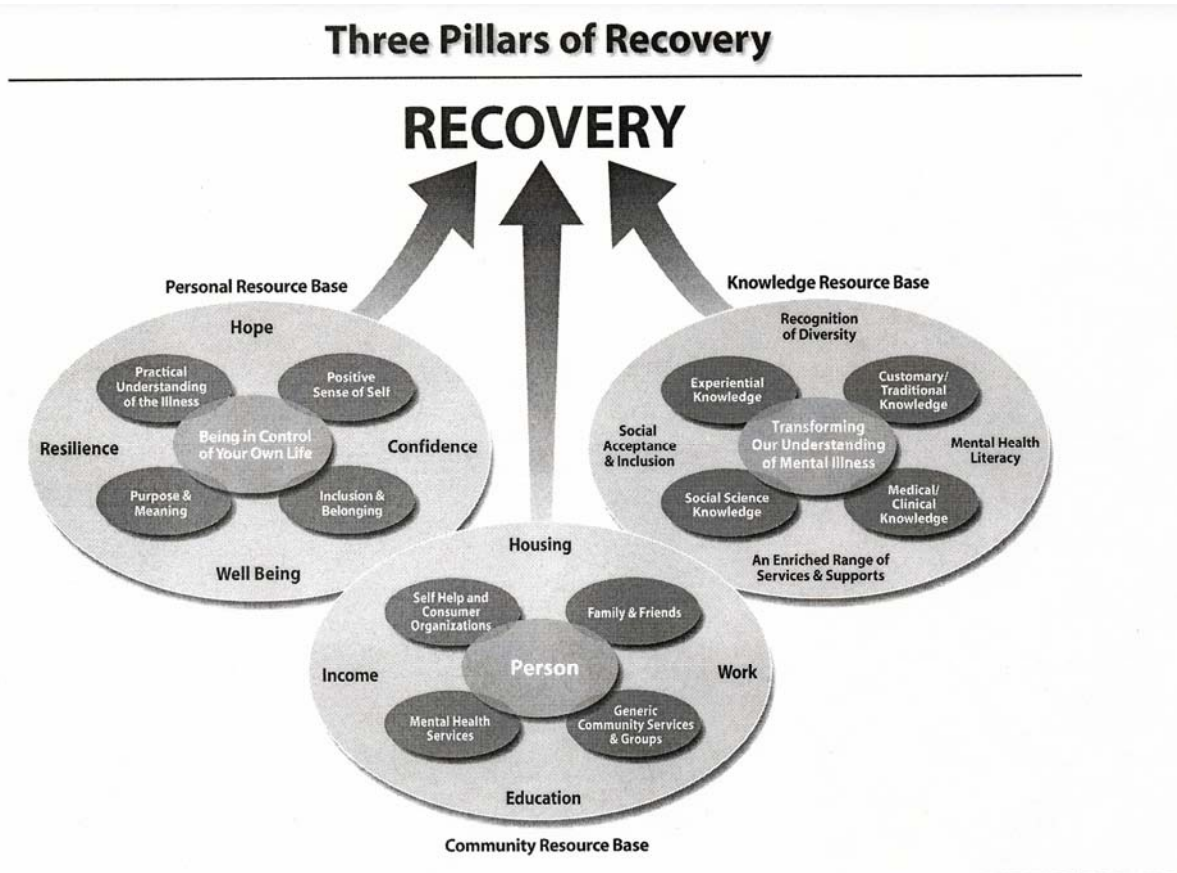 Three Pillars of Recovery
RECOVERY
Personal Resource Base
Hope
Practical
Understanding
of the Illness
Positive
Sense of Self
Resilience
Being in Control
of Your Own Life
Confidence
Purpose &
Meaning
Inclusion &
Belonging
Well Being
Knowledge Resource Base
Recognition
of Diversity
Experiential
Knowledge
Customary/
Traditional
Knowledge
Social
Acceptance
& Inclusion
Transforming
Our Understanding
of Mental Illness
Mental Health
Literacy
Social Science
Knowledge
Medical/
Clinical
Knowledge
An Enriched Range of
Services & Supports
Housing
Self Help and
Consumer
Organizations
Family & Friends
Income
Person
Work
Mental Health
Services
Generic
Community Services
& Groups
Education
Community Resource Base